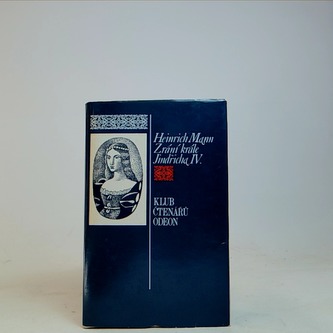 Heinrich Mann
Zrání krále
Jindřicha IV.
KLUB
ČTENÁŘŮ
ODEON